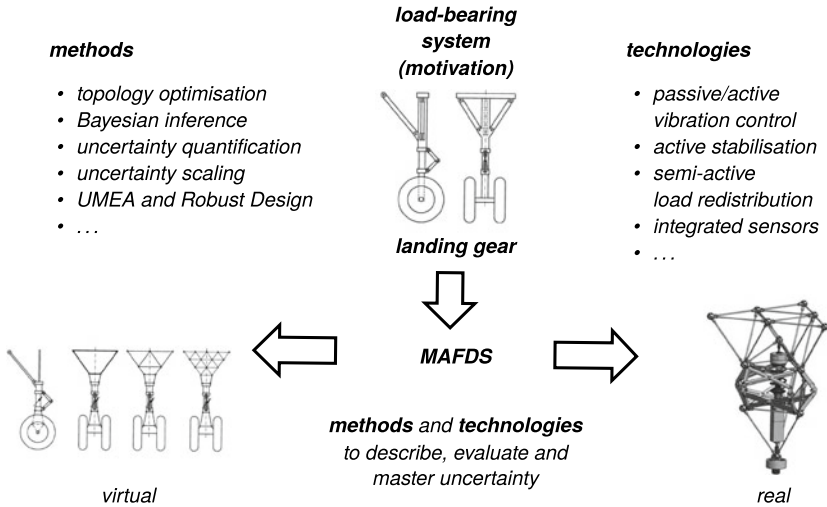 load-bearing
system
(motivation)
methods
• topology optimisation
• Bayesian inference
• uncertainty quantification
• uncertainty scaling
• UMEA and Robust Design
• ...
technologies
• passive/active
vibration control
• active stabilisation
• semi-active
load redistribution
• integrated sensors
• ...
landing gear
MAFDS
methods and technologies
to describe, evaluate and
master uncertainty
virtual
real